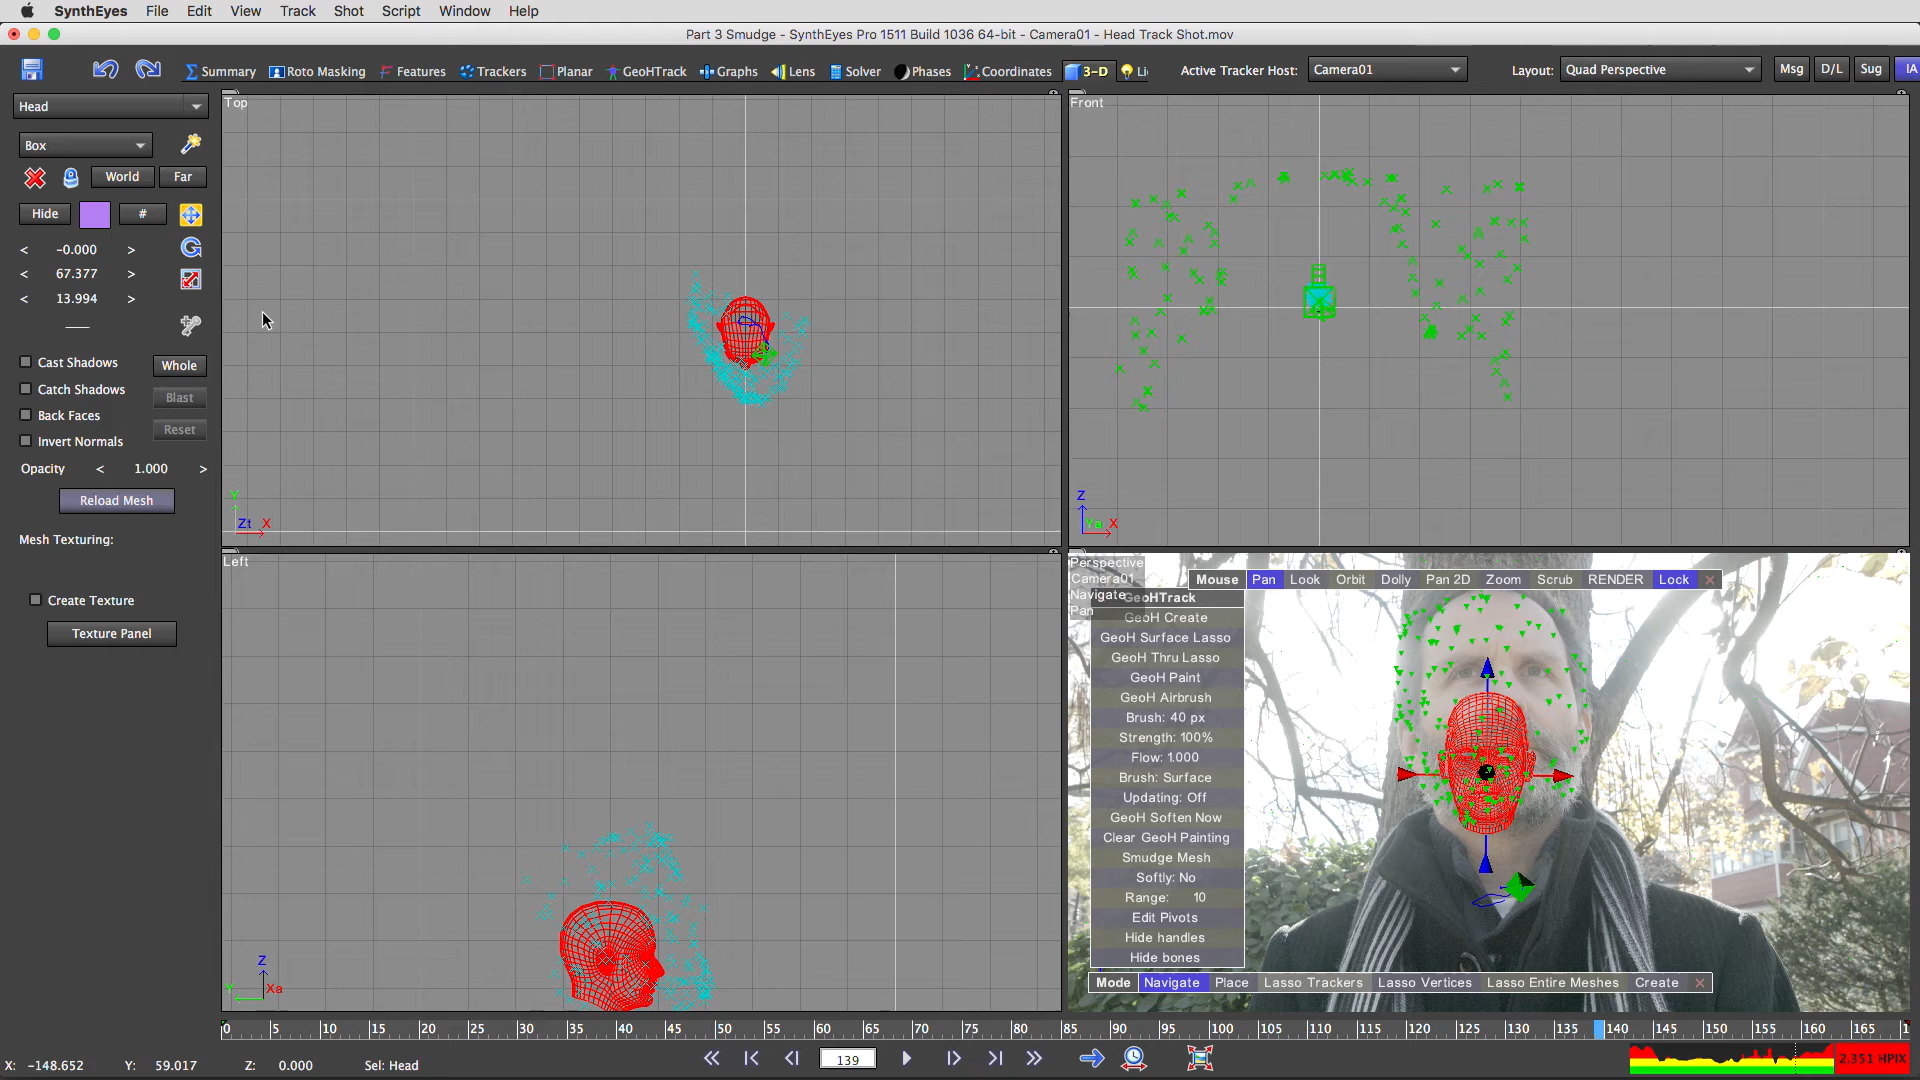 SynthEyes File Edit View Track Shot Script Window Help
Part 3 Smudge - SynthEyes Pro 1511 Build 1036 64-bit - Camera01 - Head Track Shot.mov
Summary Roto Masking Features Trackers Planar GeoHTrack Graphs Lens Solver Phases Coordinates 3-D Li Active Tracker Host: Camera01 Layout: Quad Perspective Msg D/L Sug IA
Head
Box
World Far
Hide #
< -0.000 >
< 67.377 >
< 13.994 >
Cast Shadows Whole
Catch Shadows Blast
Back Faces
Reset
Invert Normals
Opacity < 1.000 >
Reload Mesh
Mesh Texturing:
Create Texture
Texture Panel
Top
Y
Zt X
Front
Z
Ya X
Left
Z
Y Xa
Perspective
Camera01
Navigate
Pan
Mouse Pan Look Orbit Dolly Pan 2D Zoom Scrub RENDER Lock X
GeoHTrack
GeoH Create
GeoH Surface Lasso
GeoH Thru Lasso
GeoH Paint
GeoH Airbrush
Brush: 40 px
Strength: 100%
Flow: 1.000
Brush: Surface
Updating: Off
GeoH Soften Now
Clear GeoH Painting
Smudge Mesh
Softly: No
Range: 10
Edit Pivots
Hide handles
Hide bones
Mode Navigate Place Lasso Trackers Lasso Vertices Lasso Entire Meshes Create X
0 5 10 15 20 25 30 35 40 45 50 55 60 65 70 75 80 85 90 95 100 105 110 115 120 125 130 135 140 145 150 155 160 165
139
2.351 HPIX
X: -148.652 Y: 59.017 Z: 0.000 Sel: Head